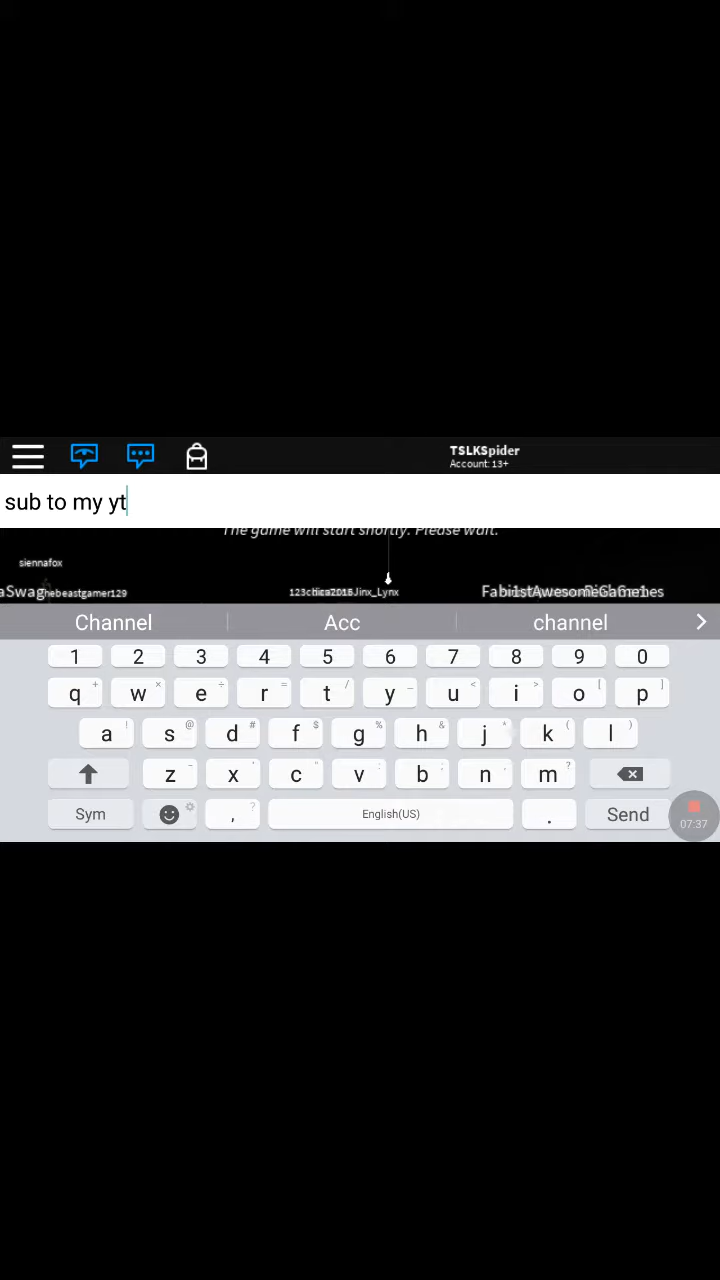 TSLKSpider
Account: 13+
sub to my yt
The game will start shortly. Please wait.
siennafox
hebeastgamer129
Channel Acc channel
1 2 3 4 5 6 7 8 9 0
q + w × e ÷ r = t / y _ u < i > o [ p ]
a ! s @ d # f $ g % h & j * k ( l )
z - x ' c " v : b ; n , m ?
Sym , ? English(US) . Send
07:37